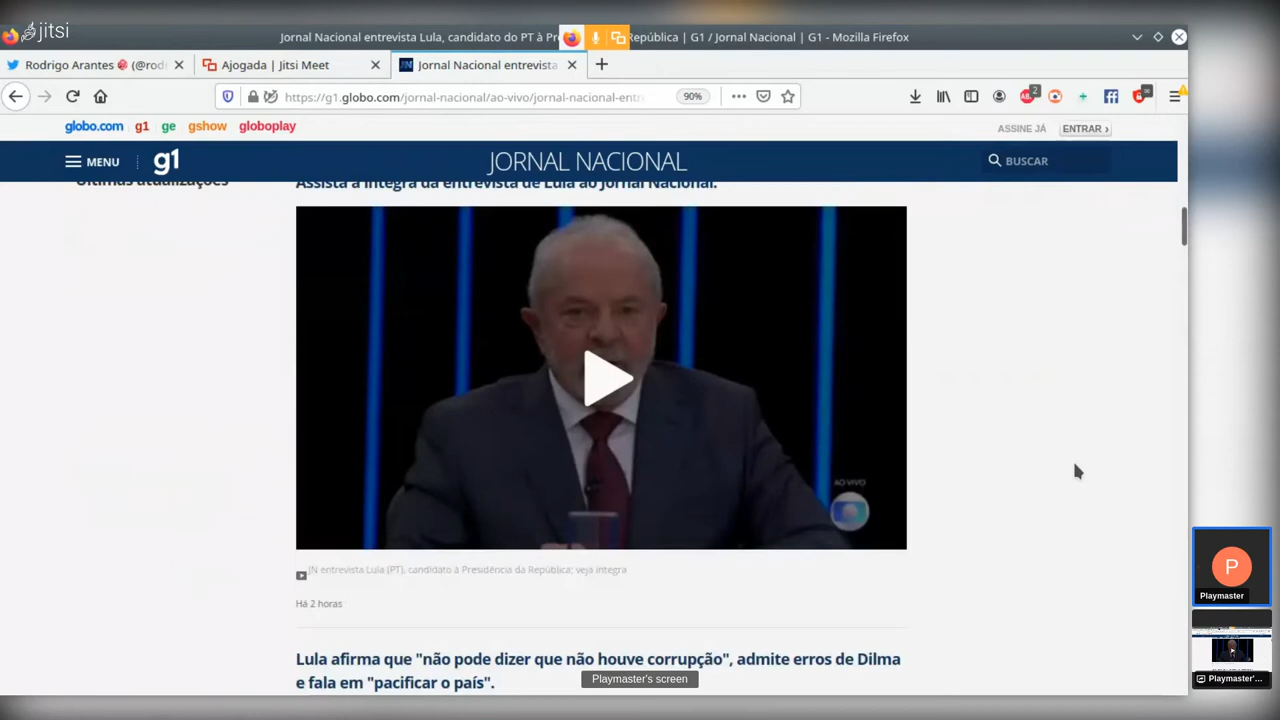 jitsi
Jornal Nacional entrevista Lula, candidato do PT à Pr República | G1 / Jornal Nacional | G1 - Mozilla Firefox
Rodrigo Arantes (@rod
Ajogada | Jitsi Meet
Jornal Nacional entrevista
https://g1.globo.com/jornal-nacional/ao-vivo/jornal-nacional-entr
90%
2
globo.com g1 ge gshow globoplay
ASSINE JÁ ENTRAR ›
MENU g1
JORNAL NACIONAL
BUSCAR
Últimas atualizações
Assista a íntegra da entrevista de Lula ao Jornal Nacional.
AO VIVO
JN entrevista Lula (PT), candidato à Presidência da República; veja íntegra
Há 2 horas
Lula afirma que "não pode dizer que não houve corrupção", admite erros de Dilma
e fala em "pacificar o país".
Playmaster's screen
P
Playmaster
Playmaster'...